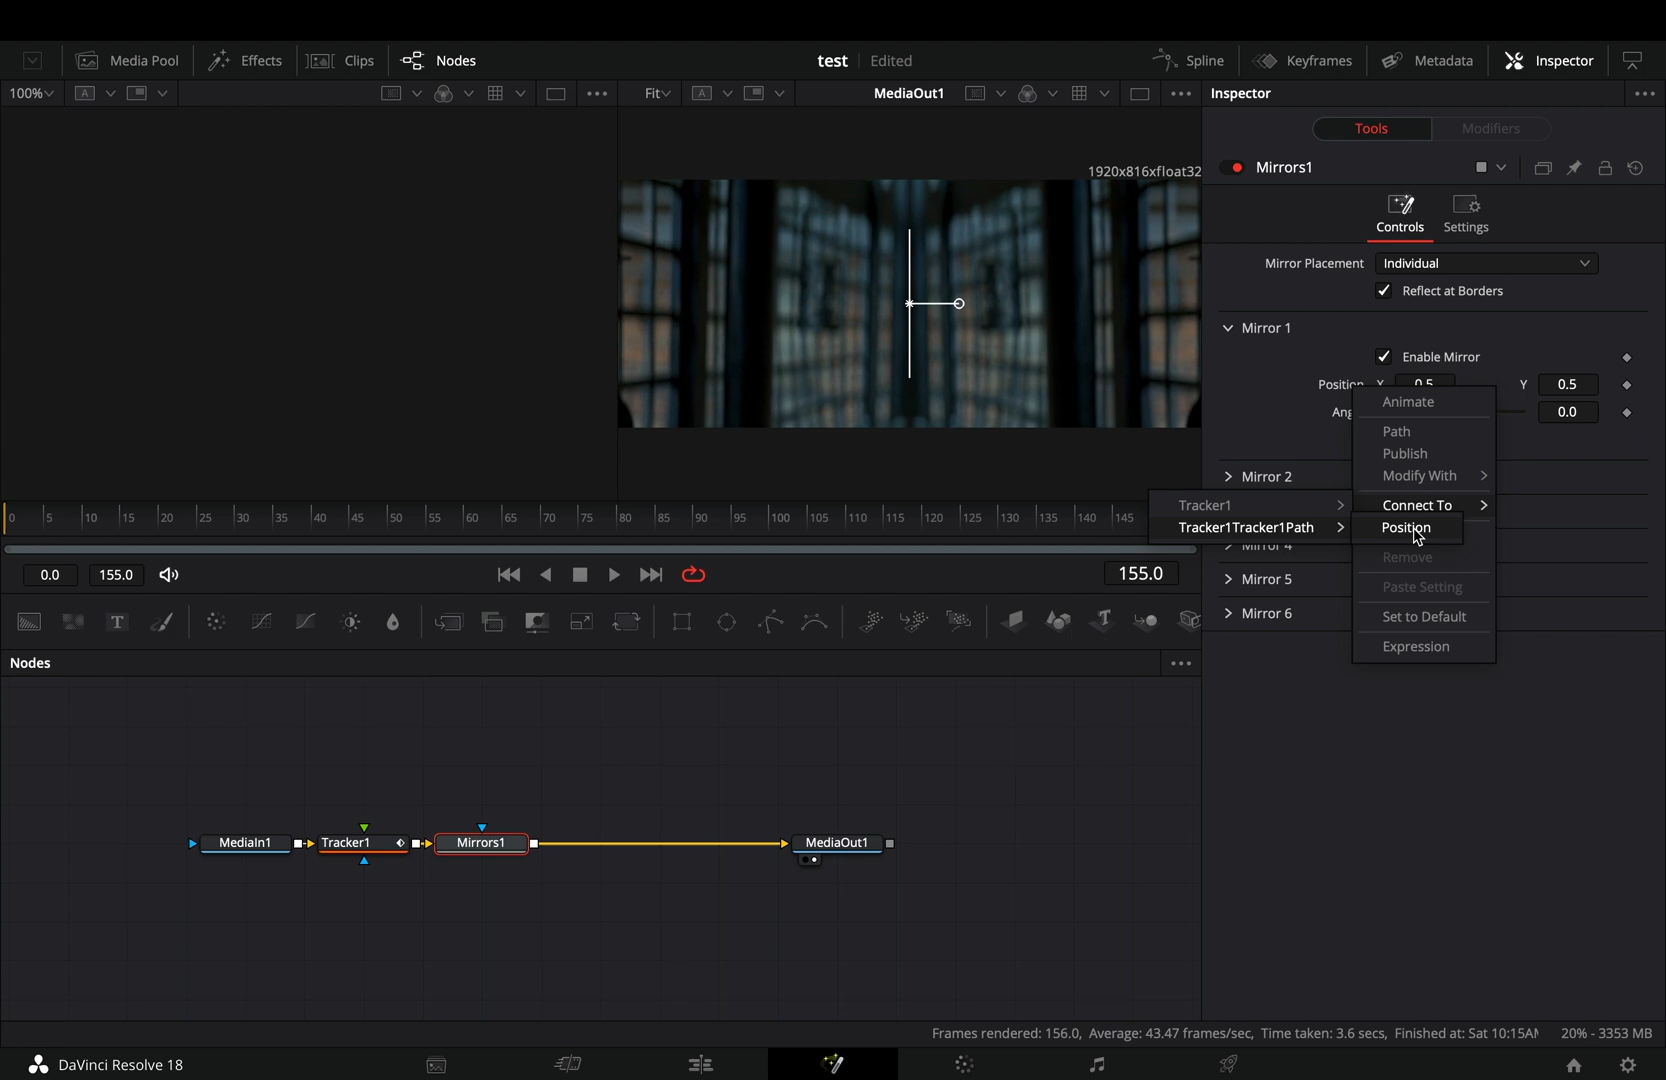 Media Pool
Effects
Clips
Nodes
test
Edited
Spline
Keyframes
Metadata
Inspector
100%
A
Fit
A
MediaOut1
Inspector
Tools
Modifiers
1920x816xfloat32
Mirrors1
Controls
Settings
Mirror Placement
Individual
Reflect at Borders
Mirror 1
Enable Mirror
Position X 0.5
Y 0.5
Ang
0.0
Animate
Path
Publish
Modify With
Mirror 2
Tracker1
Connect To
Tracker1Tracker1Path
Position
Mirror 4
Remove
Mirror 5
Paste Setting
Mirror 6
Set to Default
Expression
0 5 10 15 20 25 30 35 40 45 50 55 60 65 70 75 80 85 90 95 100 105 110 115 120 125 130 135 140 145
0.0
155.0
155.0
T
T
Nodes
MediaIn1
Tracker1
Mirrors1
MediaOut1
Frames rendered: 156.0, Average: 43.47 frames/sec, Time taken: 3.6 secs, Finished at: Sat 10:15AM
20% - 3353 MB
DaVinci Resolve 18